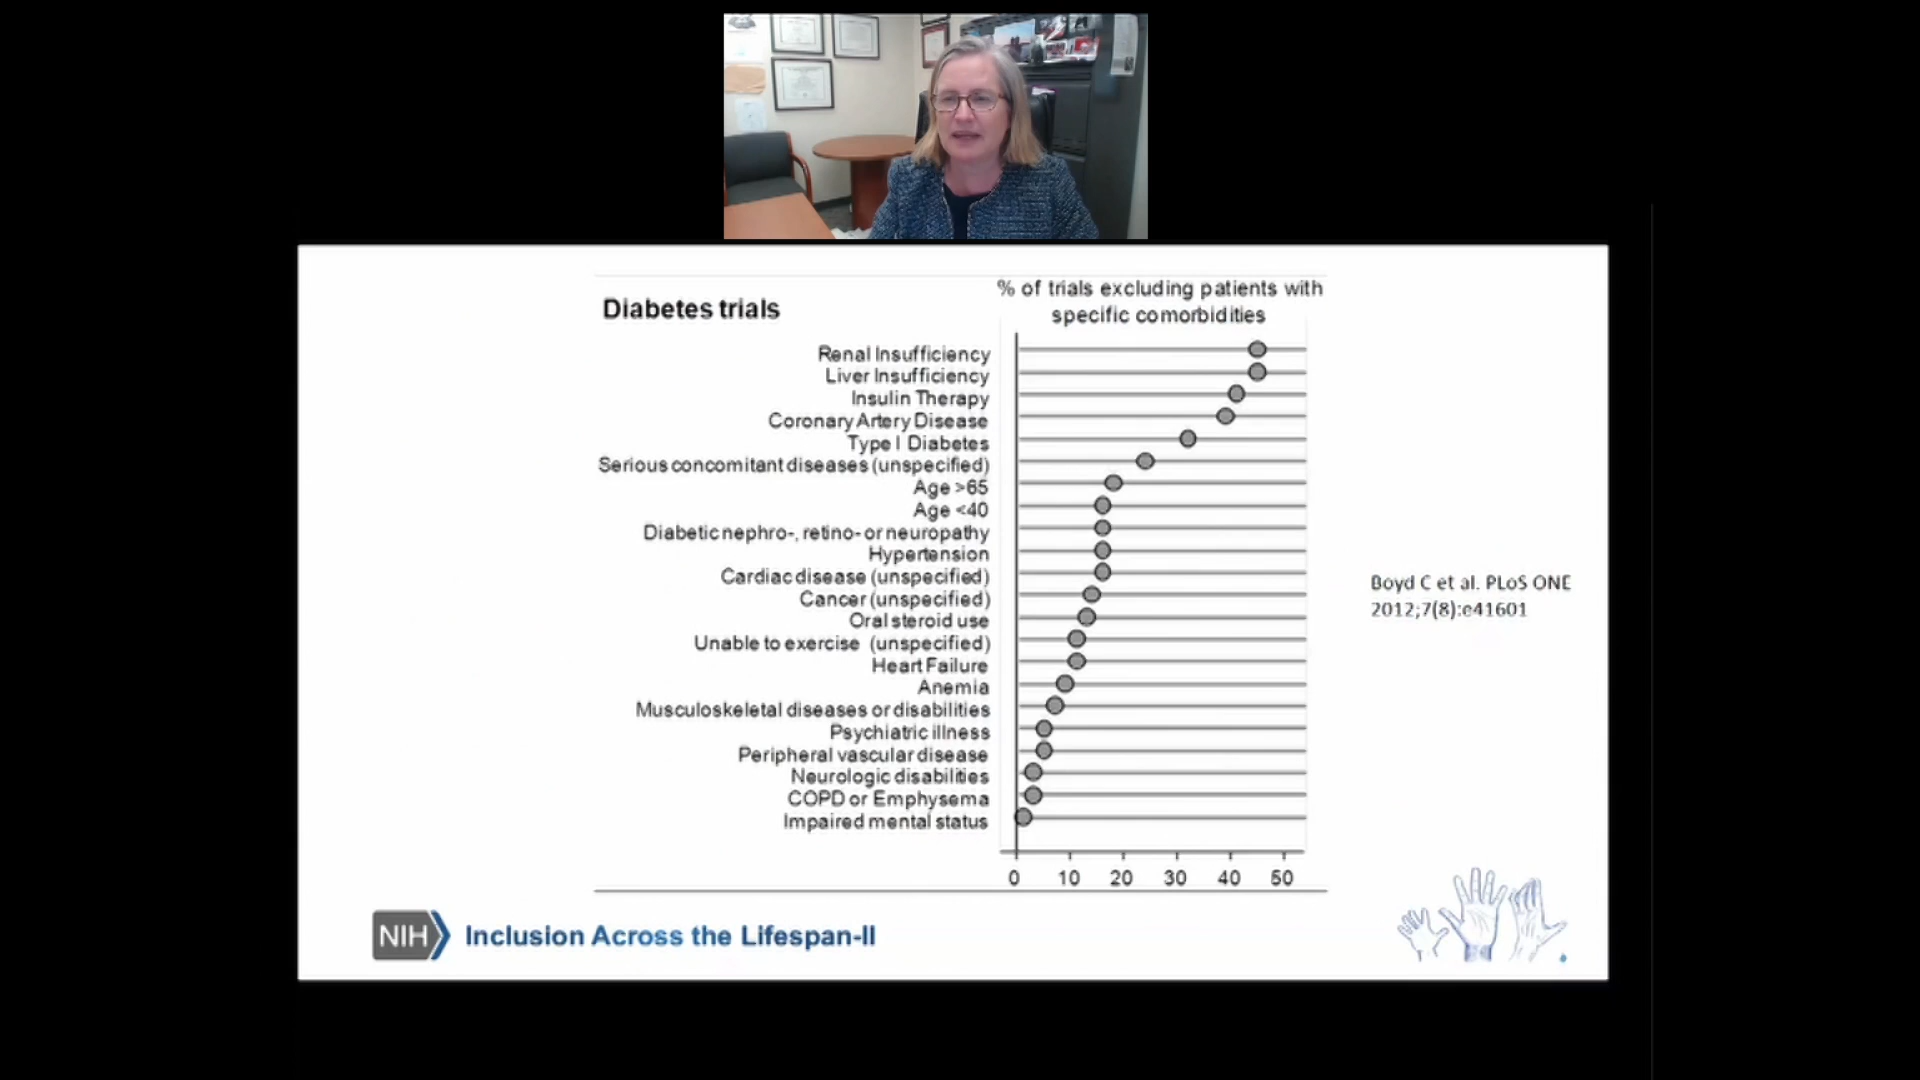 Diabetes trials
% of trials excluding patients with
specific comorbidities
Renal Insufficiency
Liver Insufficiency
Insulin Therapy
Coronary Artery Disease
Type I Diabetes
Serious concomitant diseases (unspecified)
Age >65
Age <40
Diabetic nephro-, retino- or neuropathy
Hypertension
Cardiac disease (unspecified)
Cancer (unspecified)
Oral steroid use
Unable to exercise (unspecified)
Heart Failure
Anemia
Musculoskeletal diseases or disabilities
Psychiatric illness
Peripheral vascular disease
Neurologic disabilities
COPD or Emphysema
Impaired mental status
0 10 20 30 40 50
Boyd C et al. PLoS ONE
2012;7(8):e41601
NIH Inclusion Across the Lifespan-II